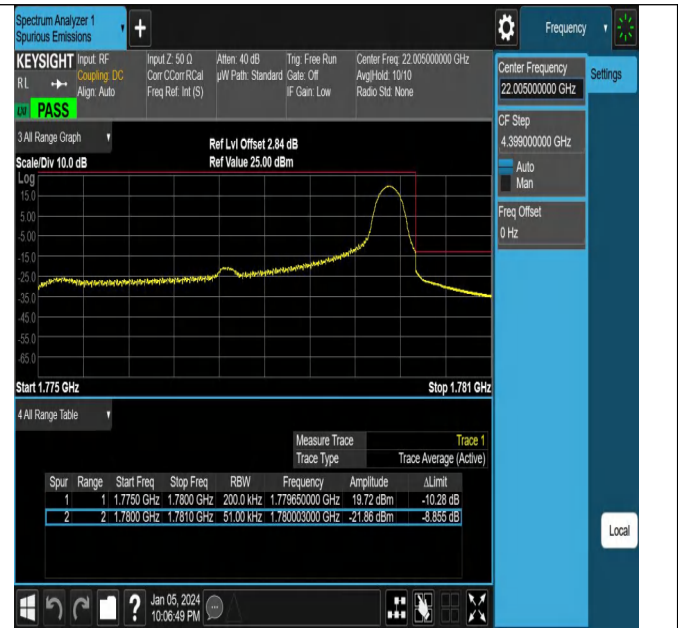 Spectrum Analyzer 1
Spurious Emissions
Frequency
KEYSIGHT Input: RF Input Z: 50 Ω Atten: 40 dB Trig: Free Run Center Freq: 22.005000000 GHz
Coupling: DC Corr CCorr RCal µW Path: Standard Gate: Off Avg|Hold: 10/10
RL Align: Auto Freq Ref: Int (S) IF Gain: Low Radio Std: None
PASS
Center Frequency
22.005000000 GHz
Settings
CF Step
4.399000000 GHz
Auto
Man
Freq Offset
0 Hz
3 All Range Graph
Ref Lvl Offset 2.84 dB
Scale/Div 10.0 dB Ref Value 25.00 dBm
Log
15.0
5.00
-5.00
-15.0
-25.0
-35.0
-45.0
-55.0
-65.0
Start 1.775 GHz Stop 1.781 GHz
4 All Range Table
Measure Trace Trace 1
Trace Type Trace Average (Active)
Spur Range Start Freq Stop Freq RBW Frequency Amplitude ΔLimit
1 1 1.7750 GHz 1.7800 GHz 200.0 kHz 1.779650000 GHz 19.72 dBm -10.28 dB
2 2 1.7800 GHz 1.7810 GHz 51.00 kHz 1.780003000 GHz -21.86 dBm -8.855 dB
Local
Jan 05, 2024
10:06:49 PM